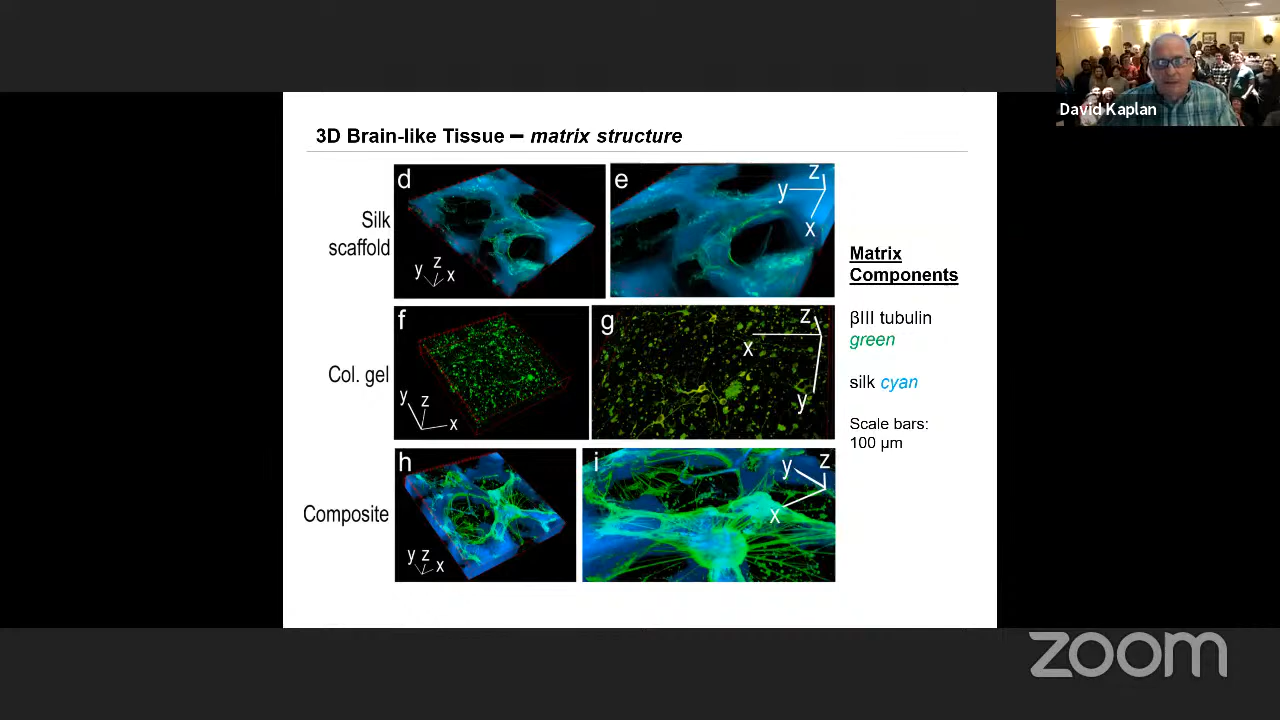 David Kaplan
3D Brain-like Tissue – matrix structure
d
e
z
y
x
Silk
scaffold
y
z
x
f
g
z
x
y
Col. gel
y
z
x
h
i
y
z
x
Composite
y
z
x
Matrix
Components
βIII tubulin
green
silk cyan
Scale bars:
100 µm
zoom